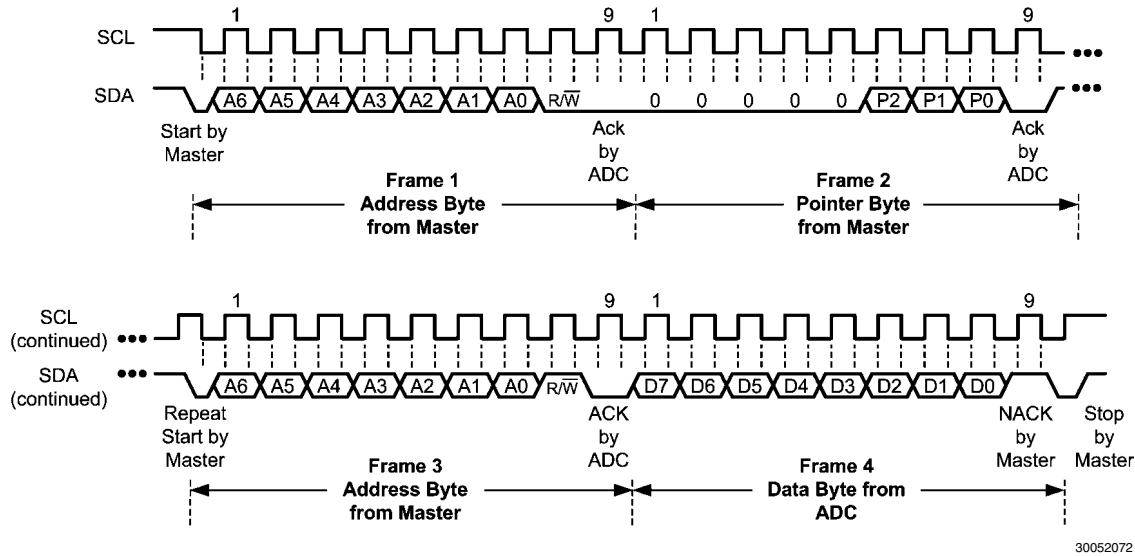 1 9 1 9
SCL
SDA A6 A5 A4 A3 A2 A1 A0 R/W̅ 0 0 0 0 0 P2 P1 P0
Start by
Master
Ack
by
ADC
Ack
by
ADC
Frame 1
Address Byte
from Master
Frame 2
Pointer Byte
from Master
1 9 1 9
SCL
(continued)
SDA
(continued)
A6 A5 A4 A3 A2 A1 A0 R/W̅ D7 D6 D5 D4 D3 D2 D1 D0
Repeat
Start by
Master
ACK
by
ADC
NACK
by
Master
Stop
by
Master
Frame 3
Address Byte
from Master
Frame 4
Data Byte from
ADC
30052072